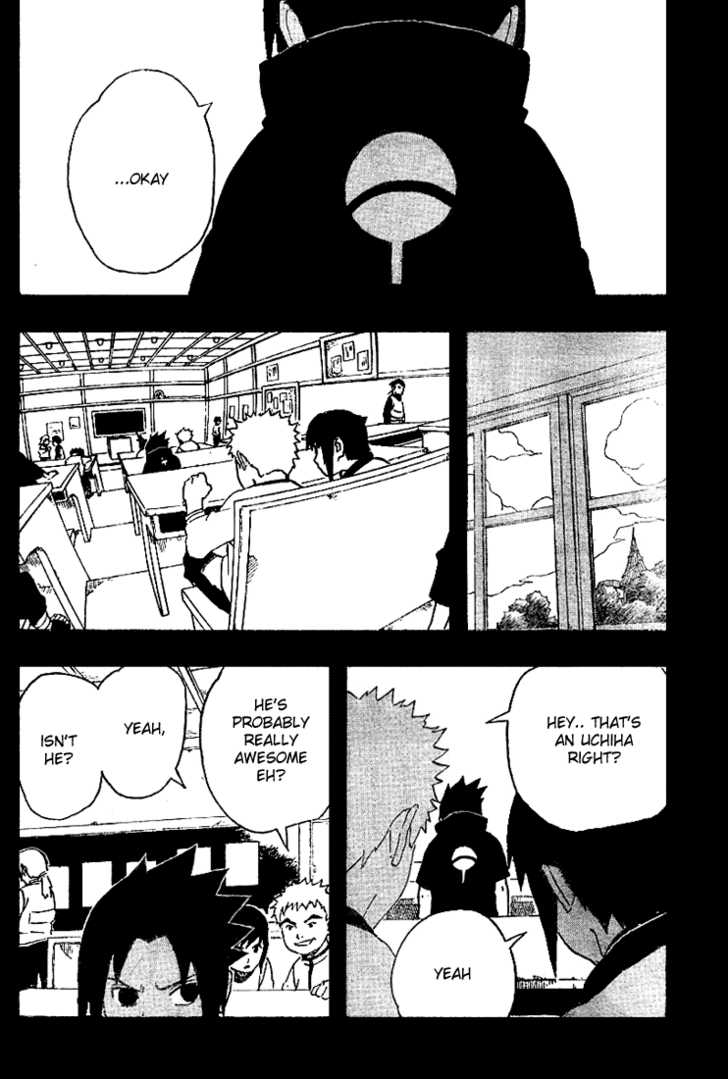 ...OKAY
HEY.. THAT'S
AN UCHIHA
RIGHT?
YEAH
HE'S
PROBABLY
REALLY
AWESOME
EH?
YEAH,
ISN'T
HE?